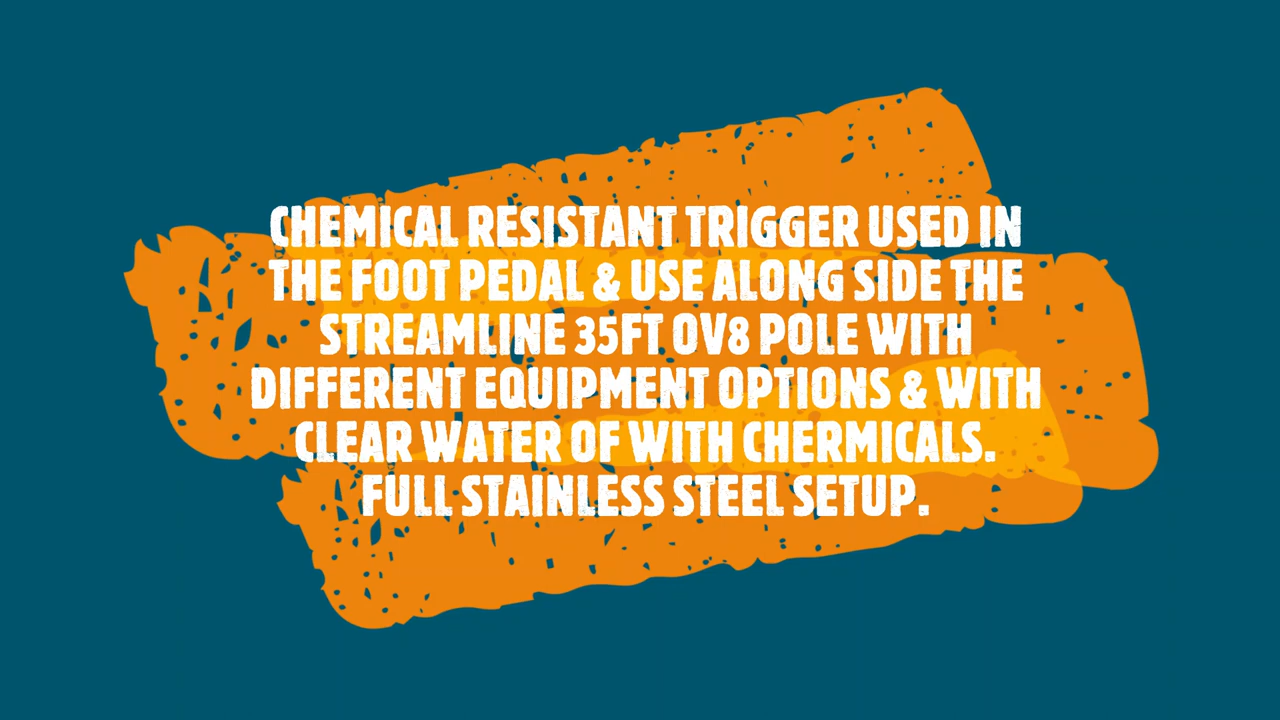 CHEMICAL RESISTANT TRIGGER USED IN
THE FOOT PEDAL & USE ALONG SIDE THE
STREAMLINE 35FT OV8 POLE WITH
DIFFERENT EQUIPMENT OPTIONS & WITH
CLEAR WATER OF WITH CHERMICALS.
FULL STAINLESS STEEL SETUP.